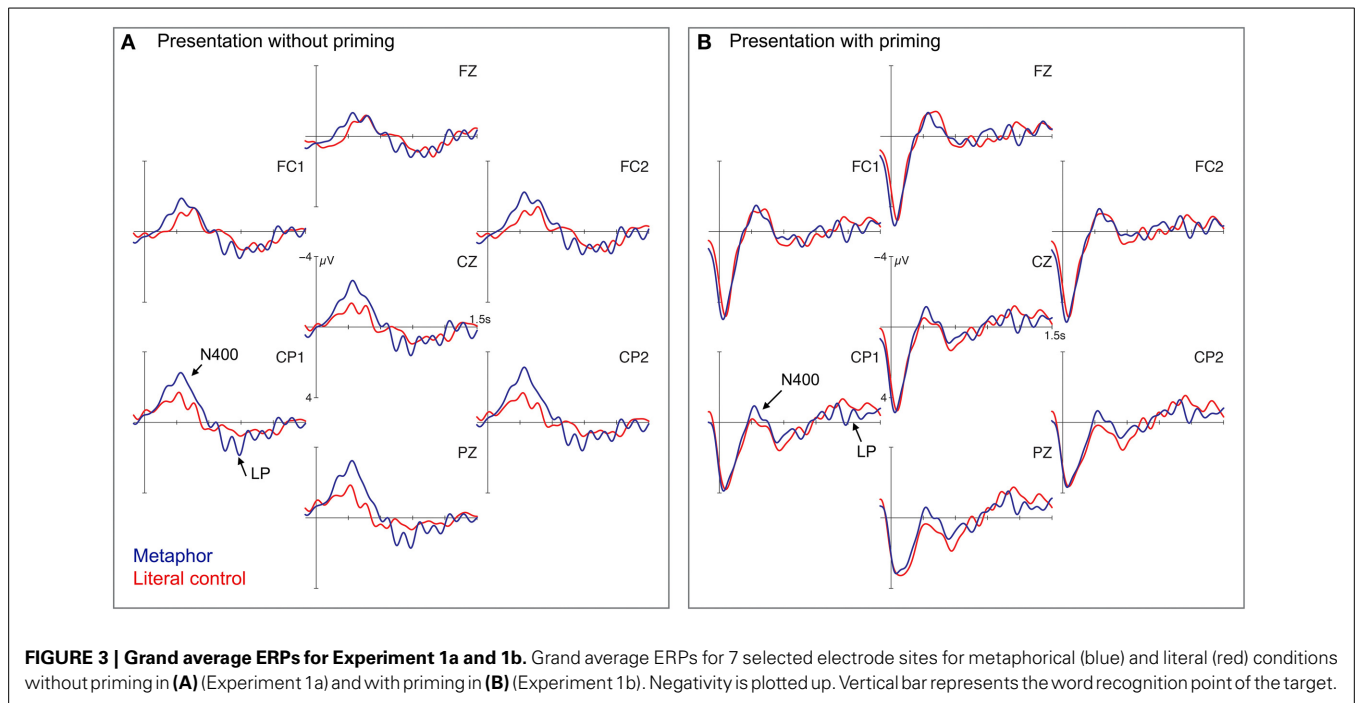 A Presentation without priming
FZ
FC1
FC2
−4 µV
CZ
1.5s
N400
CP1
CP2
4
LP
PZ
Metaphor
Literal control
B Presentation with priming
FZ
FC1
FC2
−4 µV
CZ
1.5s
N400
CP1
CP2
4
LP
PZ
FIGURE 3 | Grand average ERPs for Experiment 1a and 1b. Grand average ERPs for 7 selected electrode sites for metaphorical (blue) and literal (red) conditions
without priming in (A) (Experiment 1a) and with priming in (B) (Experiment 1b). Negativity is plotted up. Vertical bar represents the word recognition point of the target.